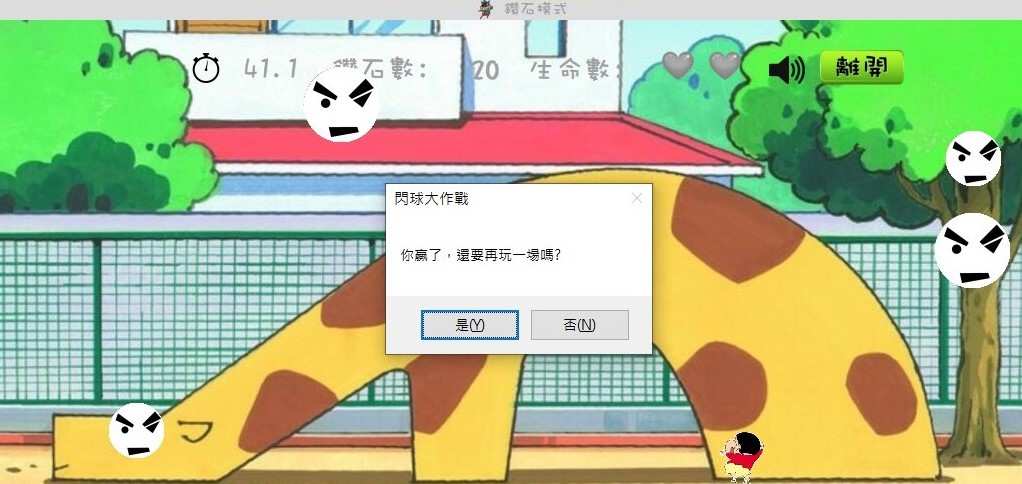 鑽石模式
41.1 鑽石數: 20 生命數:
離開
閃球大作戰
你贏了，還要再玩一場嗎?
是(Y) 否(N)